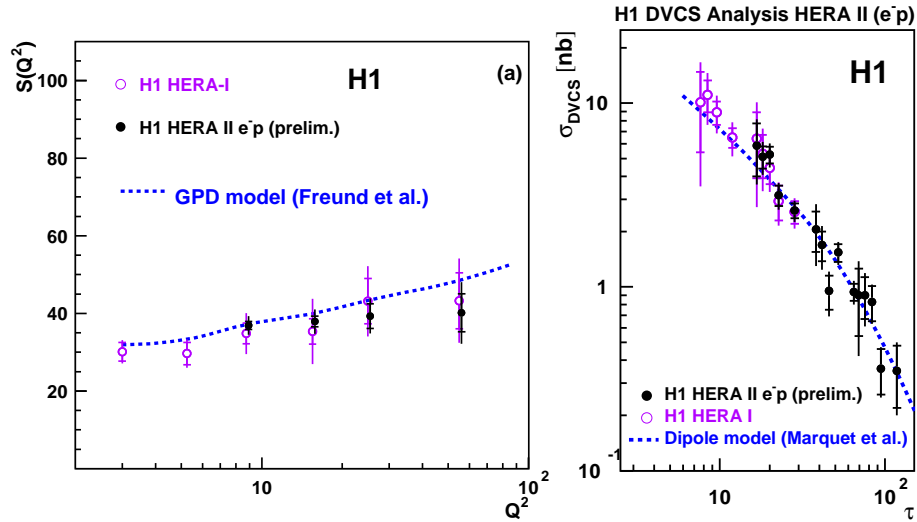 H1 DVCS Analysis HERA II (e⁻p)
S(Q²)
100
80
60
40
20
0
H1
(a)
H1 HERA-I
H1 HERA II e⁻p (prelim.)
GPD model (Freund et al.)
10
10²
Q²
σDVCS [nb]
10
1
10⁻¹
H1
H1 HERA II e⁻p (prelim.)
H1 HERA I
Dipole model (Marquet et al.)
10
10²
τ